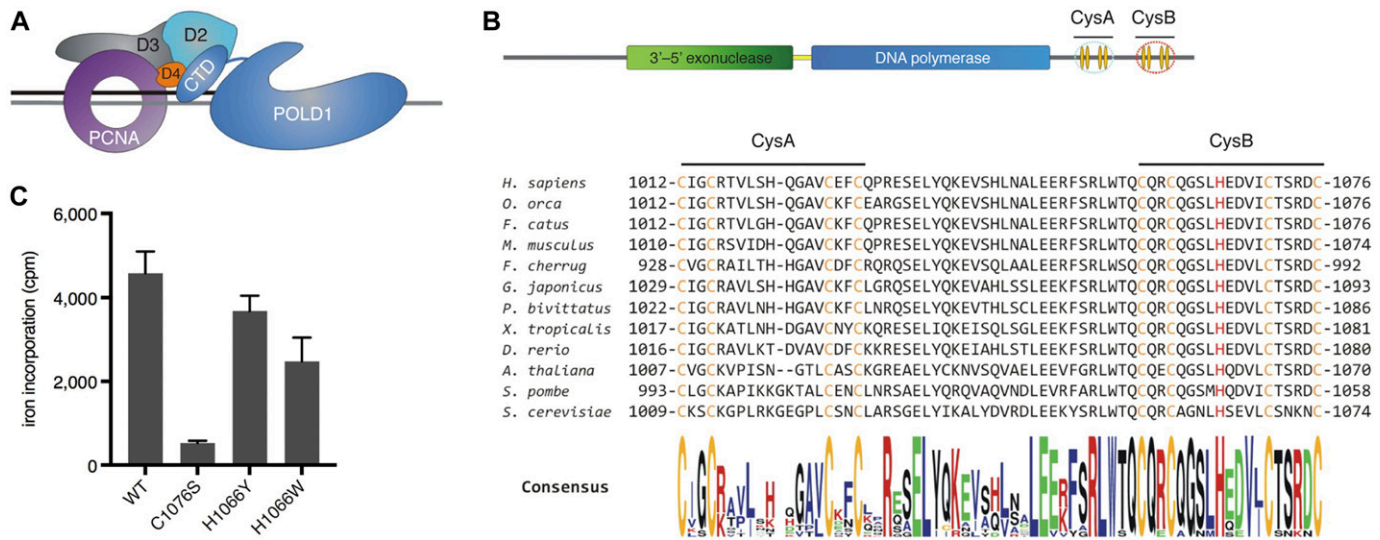 A
D3
D2
D4
CTD
PCNA
POLD1
B
CysA
CysB
3'–5' exonuclease
DNA polymerase
CysA
CysB
H. sapiens 1012-CIGCRTVLSH-QGAVCEFCQPRESELYQKEVSHLNALEERFSRLWTQCQRCQGSLHEDVICTSRDC-1076
O. orca 1012-CIGCRTVLSH-QGAVCKFCEARGSELYQKEVSHLNALEERFSRLWTQCQRCQGSLHEDVICTSRDC-1076
F. catus 1012-CIGCRTVLGH-QGAVCKFCQPRESELYQKEVSHLNALEERFSRLWTQCQRCQGSLHEDVICTSRDC-1076
M. musculus 1010-CIGCRSVIDH-QGAVCKFCQPRESELYQKEVSHLNALEERFSRLWTQCQRCQGSLHEDVICTSRDC-1074
F. cherrug 928-CVGCRAILTH-HGAVCDFCRQRQSELYQKEVSQLAALEERFSRLWSQCQRCQGSLHEDVLCTSRDC-992
G. japonicus 1029-CIGCRAVLSH-HGAVCKFCLGRQSELYQKEVAHLSSLEERFSRLWTQCQRCQGSLHEDVLCTSRDC-1093
P. bivittatus 1022-CIGCRAVLNH-HGAVCKFCLNRQSELYQKEVTHLSCLEERFSRLWTQCQRCQGSLHEDVLCTSRDC-1086
X. tropicalis 1017-CIGCKATLNH-DGAVCNYCKQRESELIQKEISQLSGLEERFSRLWTQCQRCQGSLHEDVLCTSRDC-1081
D. rerio 1016-CIGCRAVLKT-DVAVCDFCKKRESELYQKEIAHLSTLEEKFSRLWTQCQRCQGSLHEDVLCTSRDC-1080
A. thaliana 1007-CVGCKVPISN--GTLCASCKGREAELYCKNVSQVAELEEVFGRLWTQCQECQGSLHQDVLCTSRDC-1070
S. pombe 993-CLGCKAPIKKGKTALCENCLNRSAELYQRQVAQVNDLEVRFARLWTQCQRCQGSMHQDVICTSRDC-1058
S. cerevisiae 1009-CKSCKGPLRKGEGPLCSNCLARSGELYIKALYDVRDLEEKYSRLWTQCQRCAGNLHSEVLCSNKNC-1074
Consensus
C
iron incorporation (cpm)
6,000
4,000
2,000
0
WT
C1076S
H1066Y
H1066W